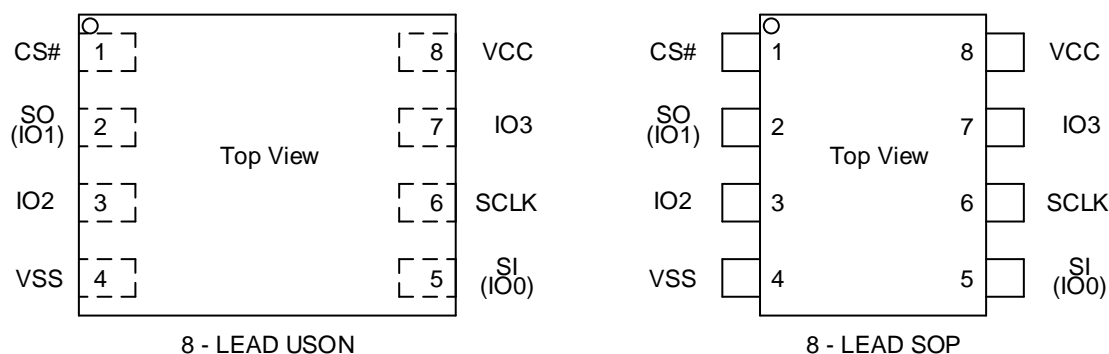 CS# 1 8 VCC
SO
(IO1) 2 7 IO3
Top View
IO2 3 6 SCLK
VSS 4 5 SI
(IO0)
8 - LEAD USON
CS# 1 8 VCC
SO
(IO1) 2 7 IO3
Top View
IO2 3 6 SCLK
VSS 4 5 SI
(IO0)
8 - LEAD SOP